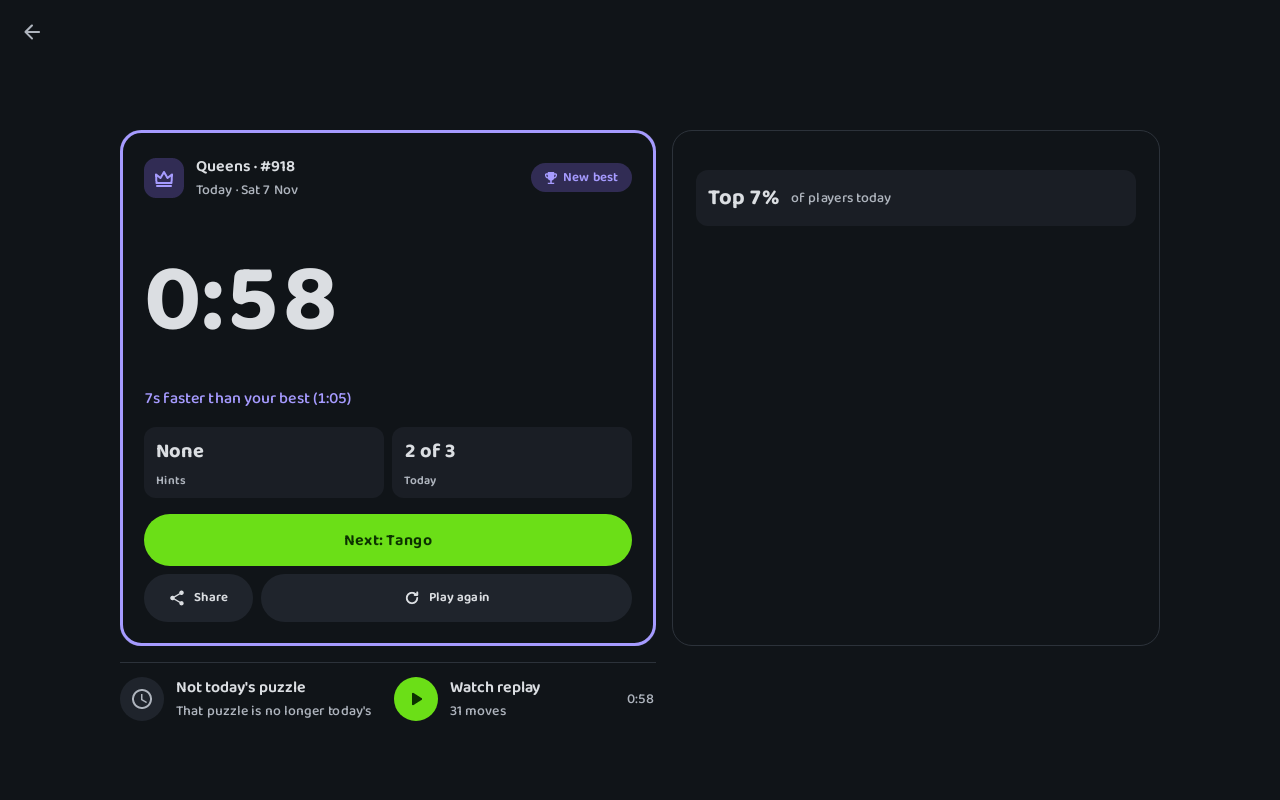 Queens · #918
Today · Sat 7 Nov
New best
0:58
7s faster than your best (1:05)
None
Hints
2 of 3
Today
Next: Tango
Share
Play again
Top 7% of players today
Not today's puzzle
That puzzle is no longer today's
Watch replay
31 moves
0:58